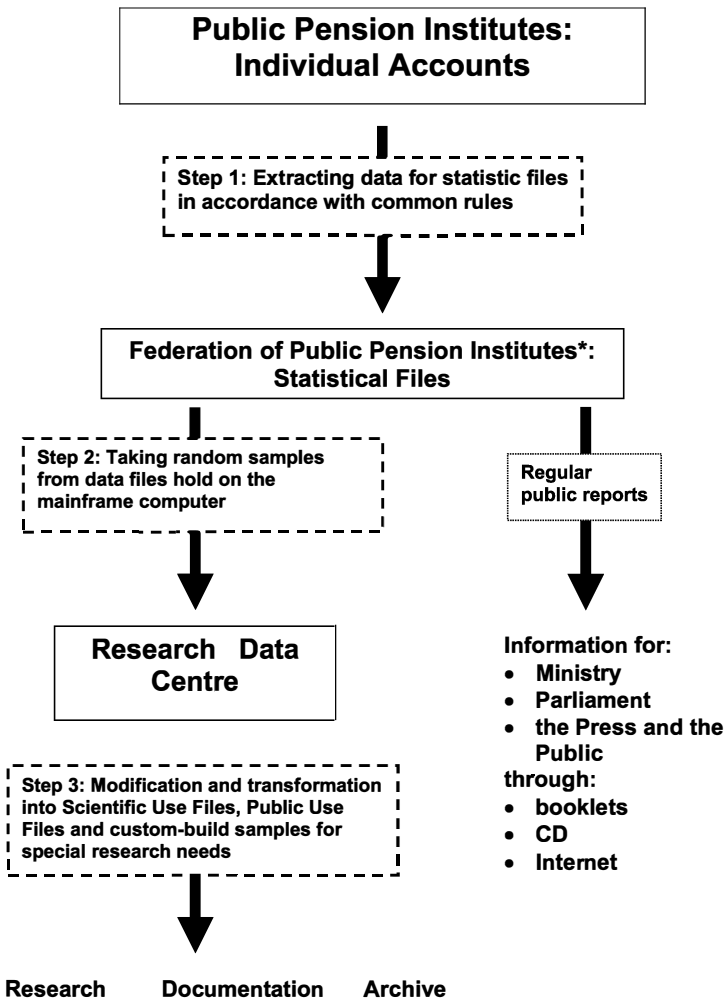 Public Pension Institutes:
Individual Accounts
Step 1: Extracting data for statistic files
in accordance with common rules
Federation of Public Pension Institutes*:
Statistical Files
Step 2: Taking random samples
from data files hold on the
mainframe computer
Regular
public reports
Research Data
Centre
Information for:
• Ministry
• Parliament
• the Press and the
Public
through:
• booklets
• CD
• Internet
Step 3: Modification and transformation
into Scientific Use Files, Public Use
Files and custom-build samples for
special research needs
Research Documentation Archive